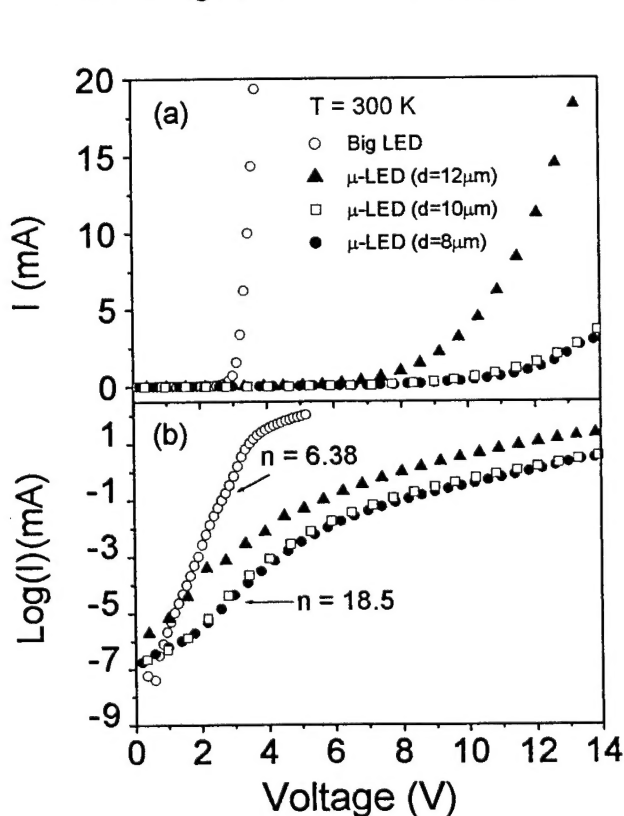 (a)
T = 300 K
Big LED
μ-LED (d=12μm)
μ-LED (d=10μm)
μ-LED (d=8μm)
20
15
10
5
0
I (mA)
(b)
n = 6.38
n = 18.5
1
-1
-3
-5
-7
-9
Log(I)(mA)
0 2 4 6 8 10 12 14
Voltage (V)